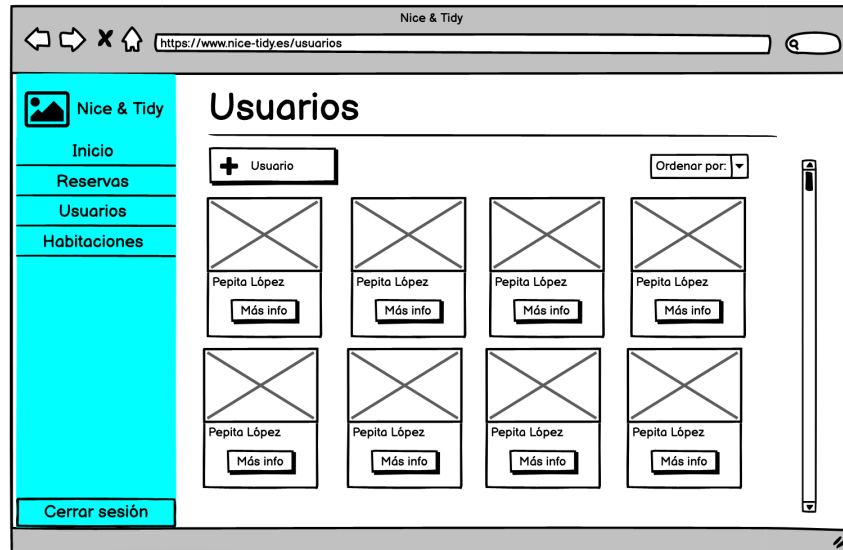 Nice & Tidy
https://www.nice-tidy.es/usuarios
Nice & Tidy
Inicio
Reservas
Usuarios
Habitaciones
Cerrar sesión
Usuarios
Usuario
Ordenar por:
Pepita López
Más info
Pepita López
Más info
Pepita López
Más info
Pepita López
Más info
Pepita López
Más info
Pepita López
Más info
Pepita López
Más info
Pepita López
Más info